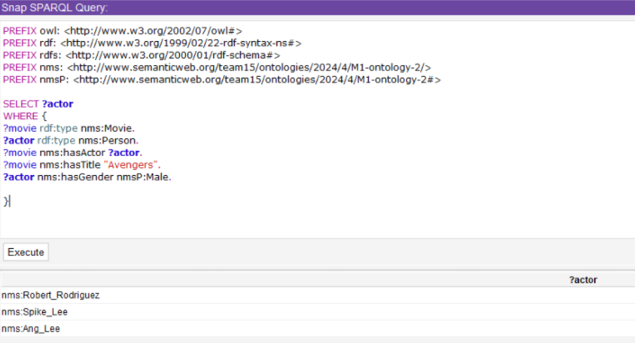 Snap SPARQL Query:
PREFIX owl: <http://www.w3.org/2002/07/owl#>
PREFIX rdf: <http://www.w3.org/1999/02/22-rdf-syntax-ns#>
PREFIX rdfs: <http://www.w3.org/2000/01/rdf-schema#>
PREFIX nms: <http://www.semanticweb.org/team15/ontologies/2024/4/M1-ontology-2/>
PREFIX nmsP: <http://www.semanticweb.org/team15/ontologies/2024/4/M1-ontology-2#>
SELECT ?actor
WHERE {
?movie rdf:type nms:Movie.
?actor rdf:type nms:Person.
?movie nms:hasActor ?actor.
?movie nms:hasTitle "Avengers".
?actor nms:hasGender nmsP:Male.
}
Execute
?actor
nms:Robert_Rodriguez
nms:Spike_Lee
nms:Ang_Lee